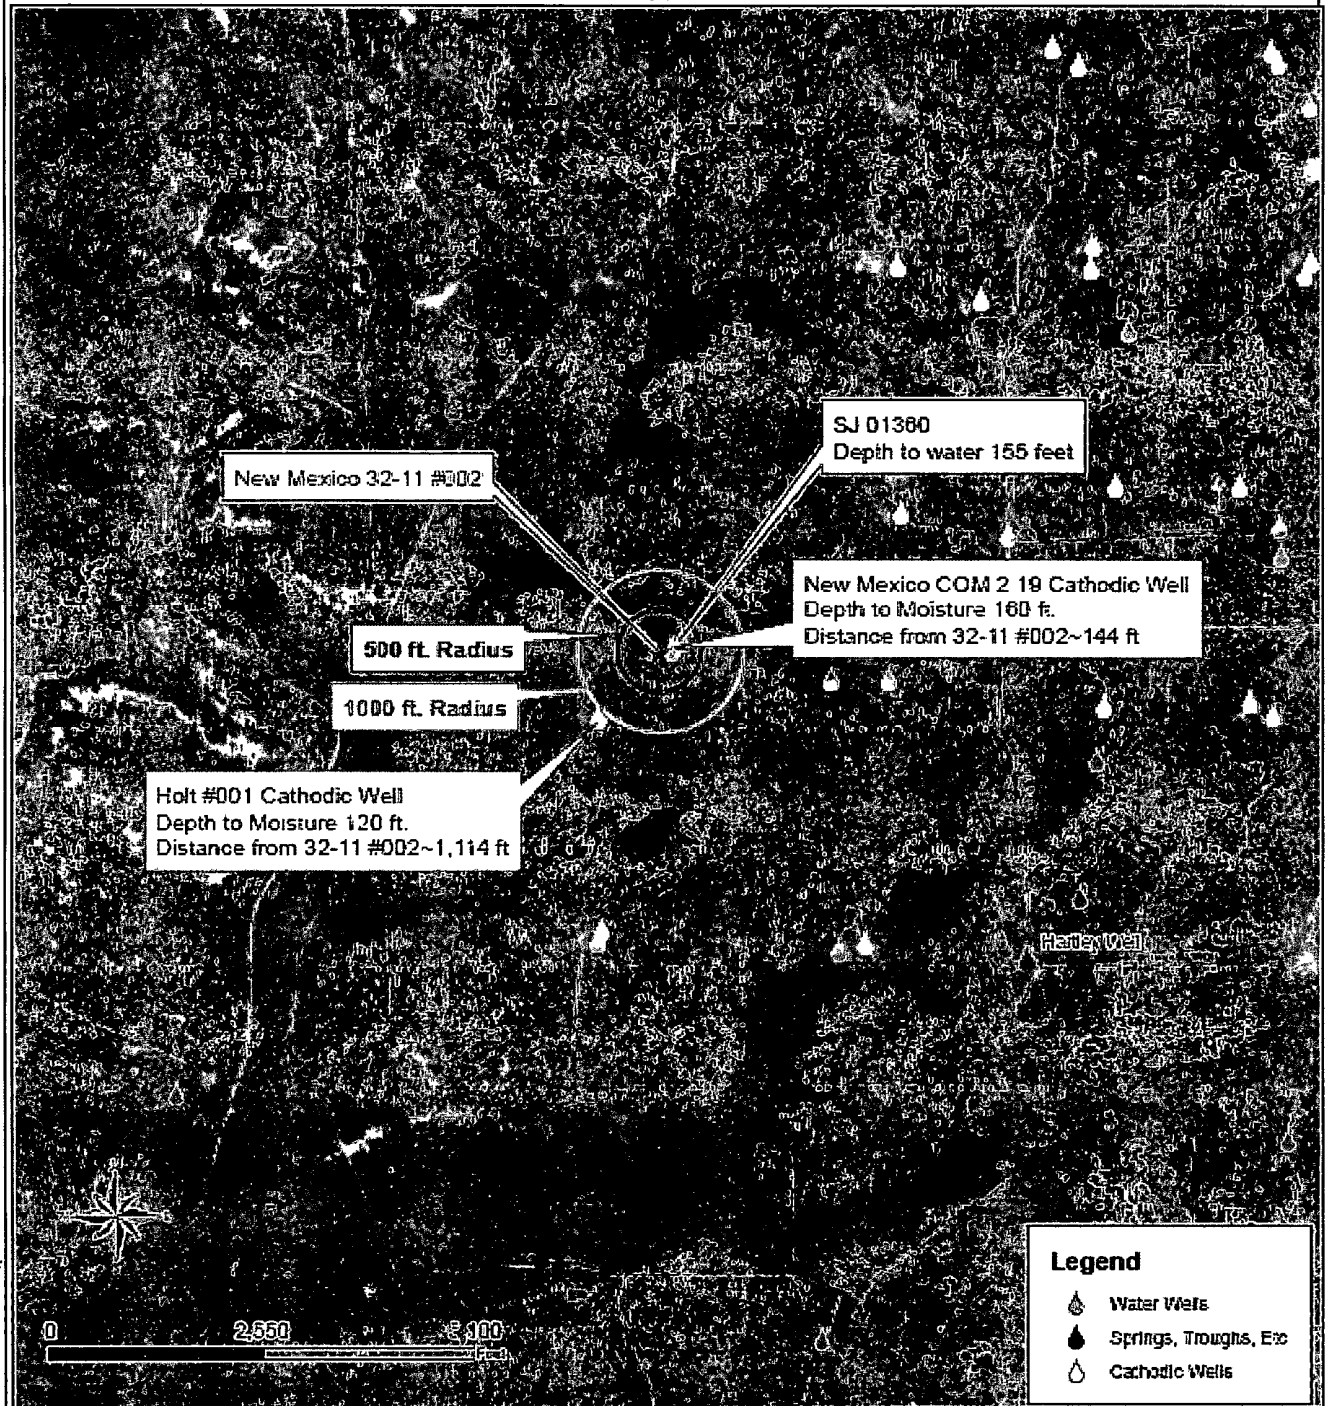 SJ 01360
Depth to water 155 feet
New Mexico 32-11 #002
New Mexico COM 2 19 Cathodic Well
Depth to Moisture 160 ft.
Distance from 32-11 #002~144 ft
500 ft. Radius
1000 ft. Radius
Holt #001 Cathodic Well
Depth to Moisture 120 ft.
Distance from 32-11 #002~1,114 ft
Well
Legend
Water Wells
Springs, Troughs, Etc
Cathodic Wells
0 2,550 5,100
Feet